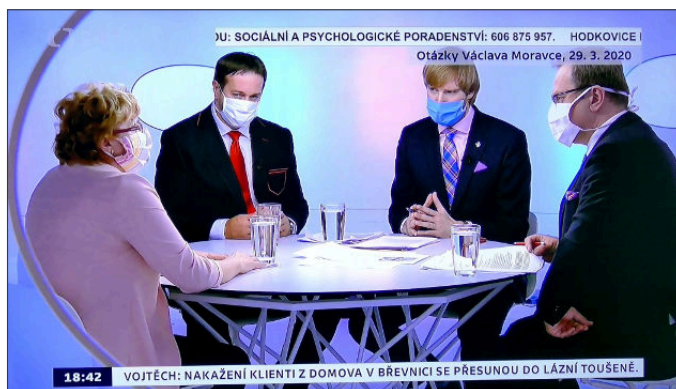 OU: SOCIÁLNÍ A PSYCHOLOGICKÉ PORADENSTVÍ: 606 875 957. HODKOVICE
Otázky Václava Moravce, 29. 3. 2020
18:42 VOJTĚCH: NAKAŽENÍ KLIENTI Z DOMOVA V BŘEVNICI SE PŘESUNOU DO LÁZNÍ TOUŠENĚ.